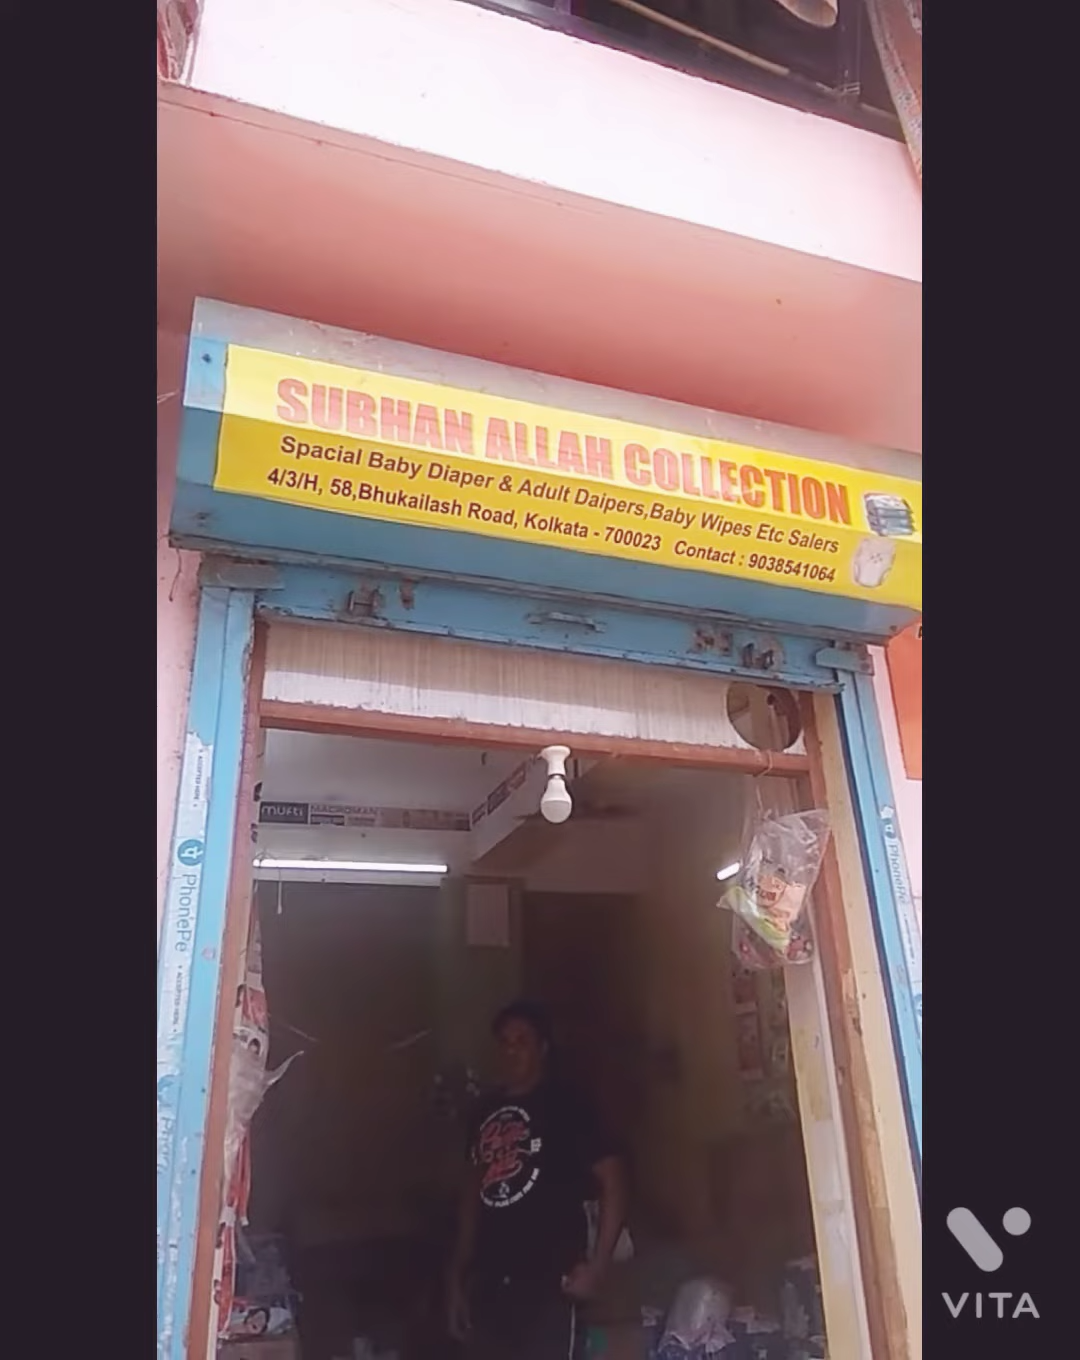 SUBHAN ALLAH COLLECTION
Spacial Baby Diaper & Adult Daipers,Baby Wipes Etc Salers
4/3/H, 58,Bhukailash Road, Kolkata - 700023 Contact : 9038541064
mufti
MACROMAN
PhonePe
PhonePe
VITA